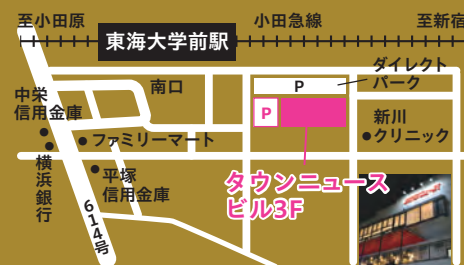 至小田原
小田急線
至新宿
東海大学前駅
ダイレクト
パーク
南口
P
P
中栄
信用金庫
新川
クリニック
ファミリーマート
横浜銀行
平塚
信用金庫
タウンニュース
ビル3F
614号